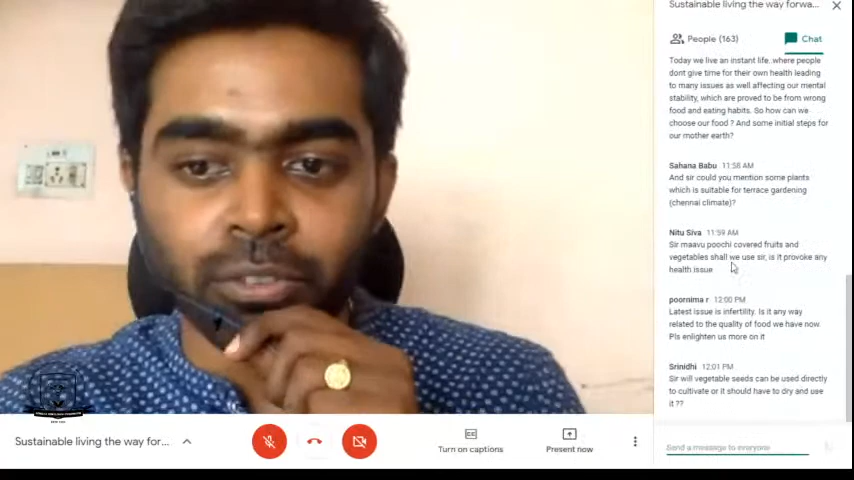 Sustainable living the way forwa...
People (163)
Chat
Today we live an instant life..where people
dont give time for their own health leading
to many issues as well affecting our mental
stability, which are proved to be from wrong
food and eating habits. So how can we
choose our food ? And some initial steps for
our mother earth?
Sahana Babu 11:58 AM
And sir could you mention some plants
which is suitable for terrace gardening
(chennai climate)?
Nitu Siva 11:59 AM
Sir maavu poochi covered fruits and
vegetables shall we use sir, is it provoke any
health issue
poornima r 12:00 PM
Latest issue is infertility. Is it any way
related to the quality of food we have now.
Pls enlighten us more on it
Srinidhi 12:01 PM
Sir will vegetable seeds can be used directly
to cultivate or it should have to dry and use
it ??
Send a message to everyone
Sustainable living the way for...
Turn on captions
Present now